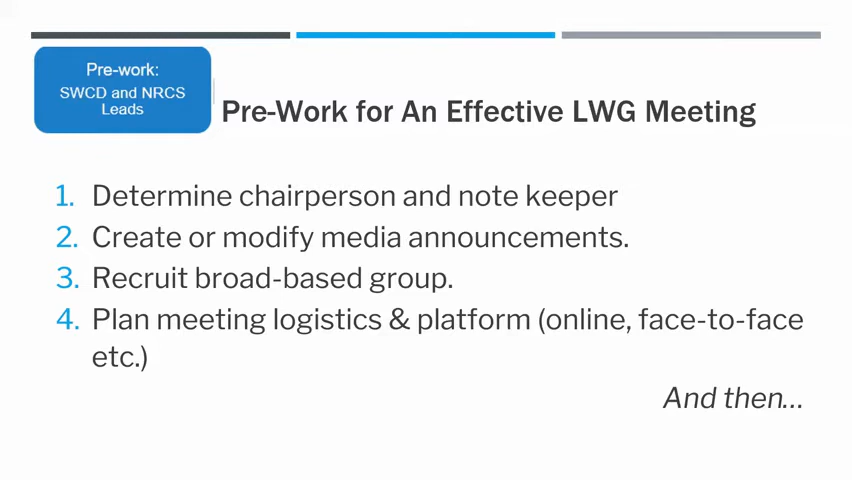 Pre-work:
SWCD and NRCS
Leads
Pre-Work for An Effective LWG Meeting
1. Determine chairperson and note keeper
2. Create or modify media announcements.
3. Recruit broad-based group.
4. Plan meeting logistics & platform (online, face-to-face
etc.)
And then...